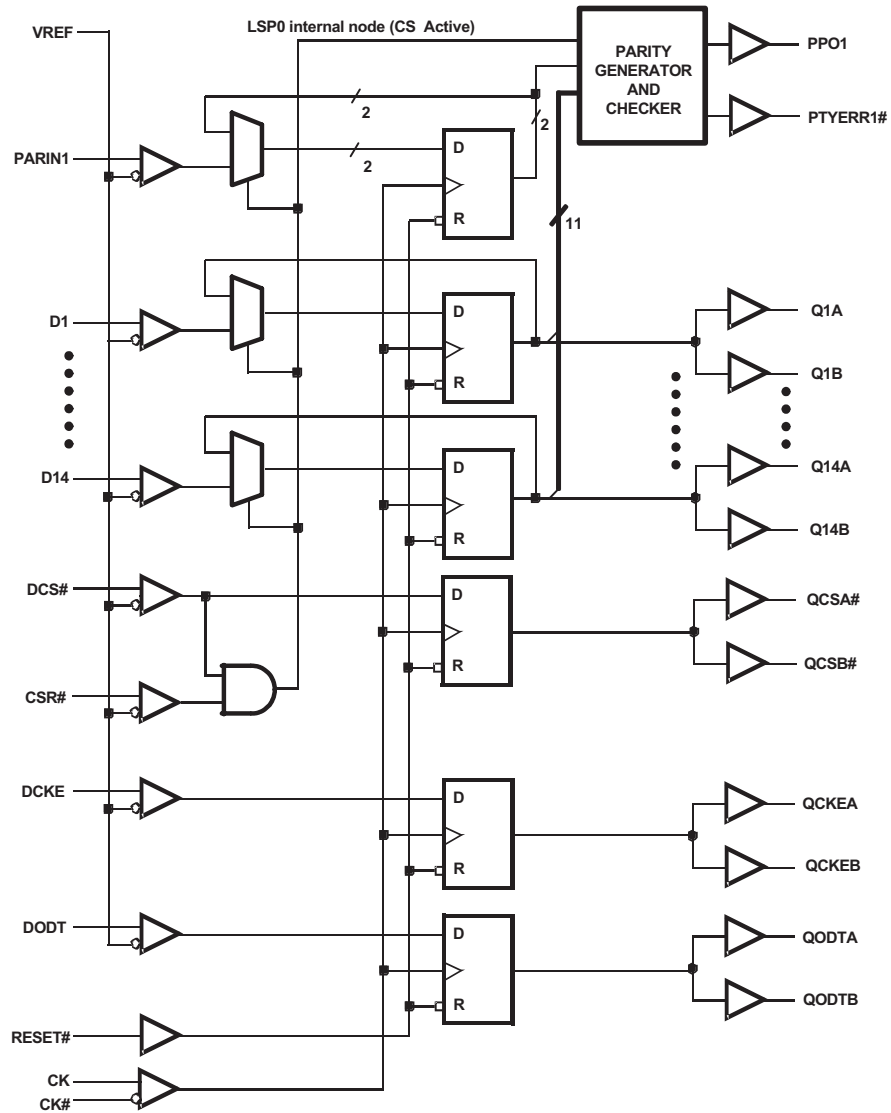 VREF
LSP0 internal node (CS Active)
PARITY
GENERATOR
AND
CHECKER
PPO1
PTYERR1#
2
2
PARIN1
D
2
R
11
D1
D
R
Q1A
Q1B
D14
D
R
Q14A
Q14B
DCS#
D
R
QCSA#
QCSB#
CSR#
DCKE
D
R
QCKEA
QCKEB
DODT
D
R
QODTA
QODTB
RESET#
CK
CK#